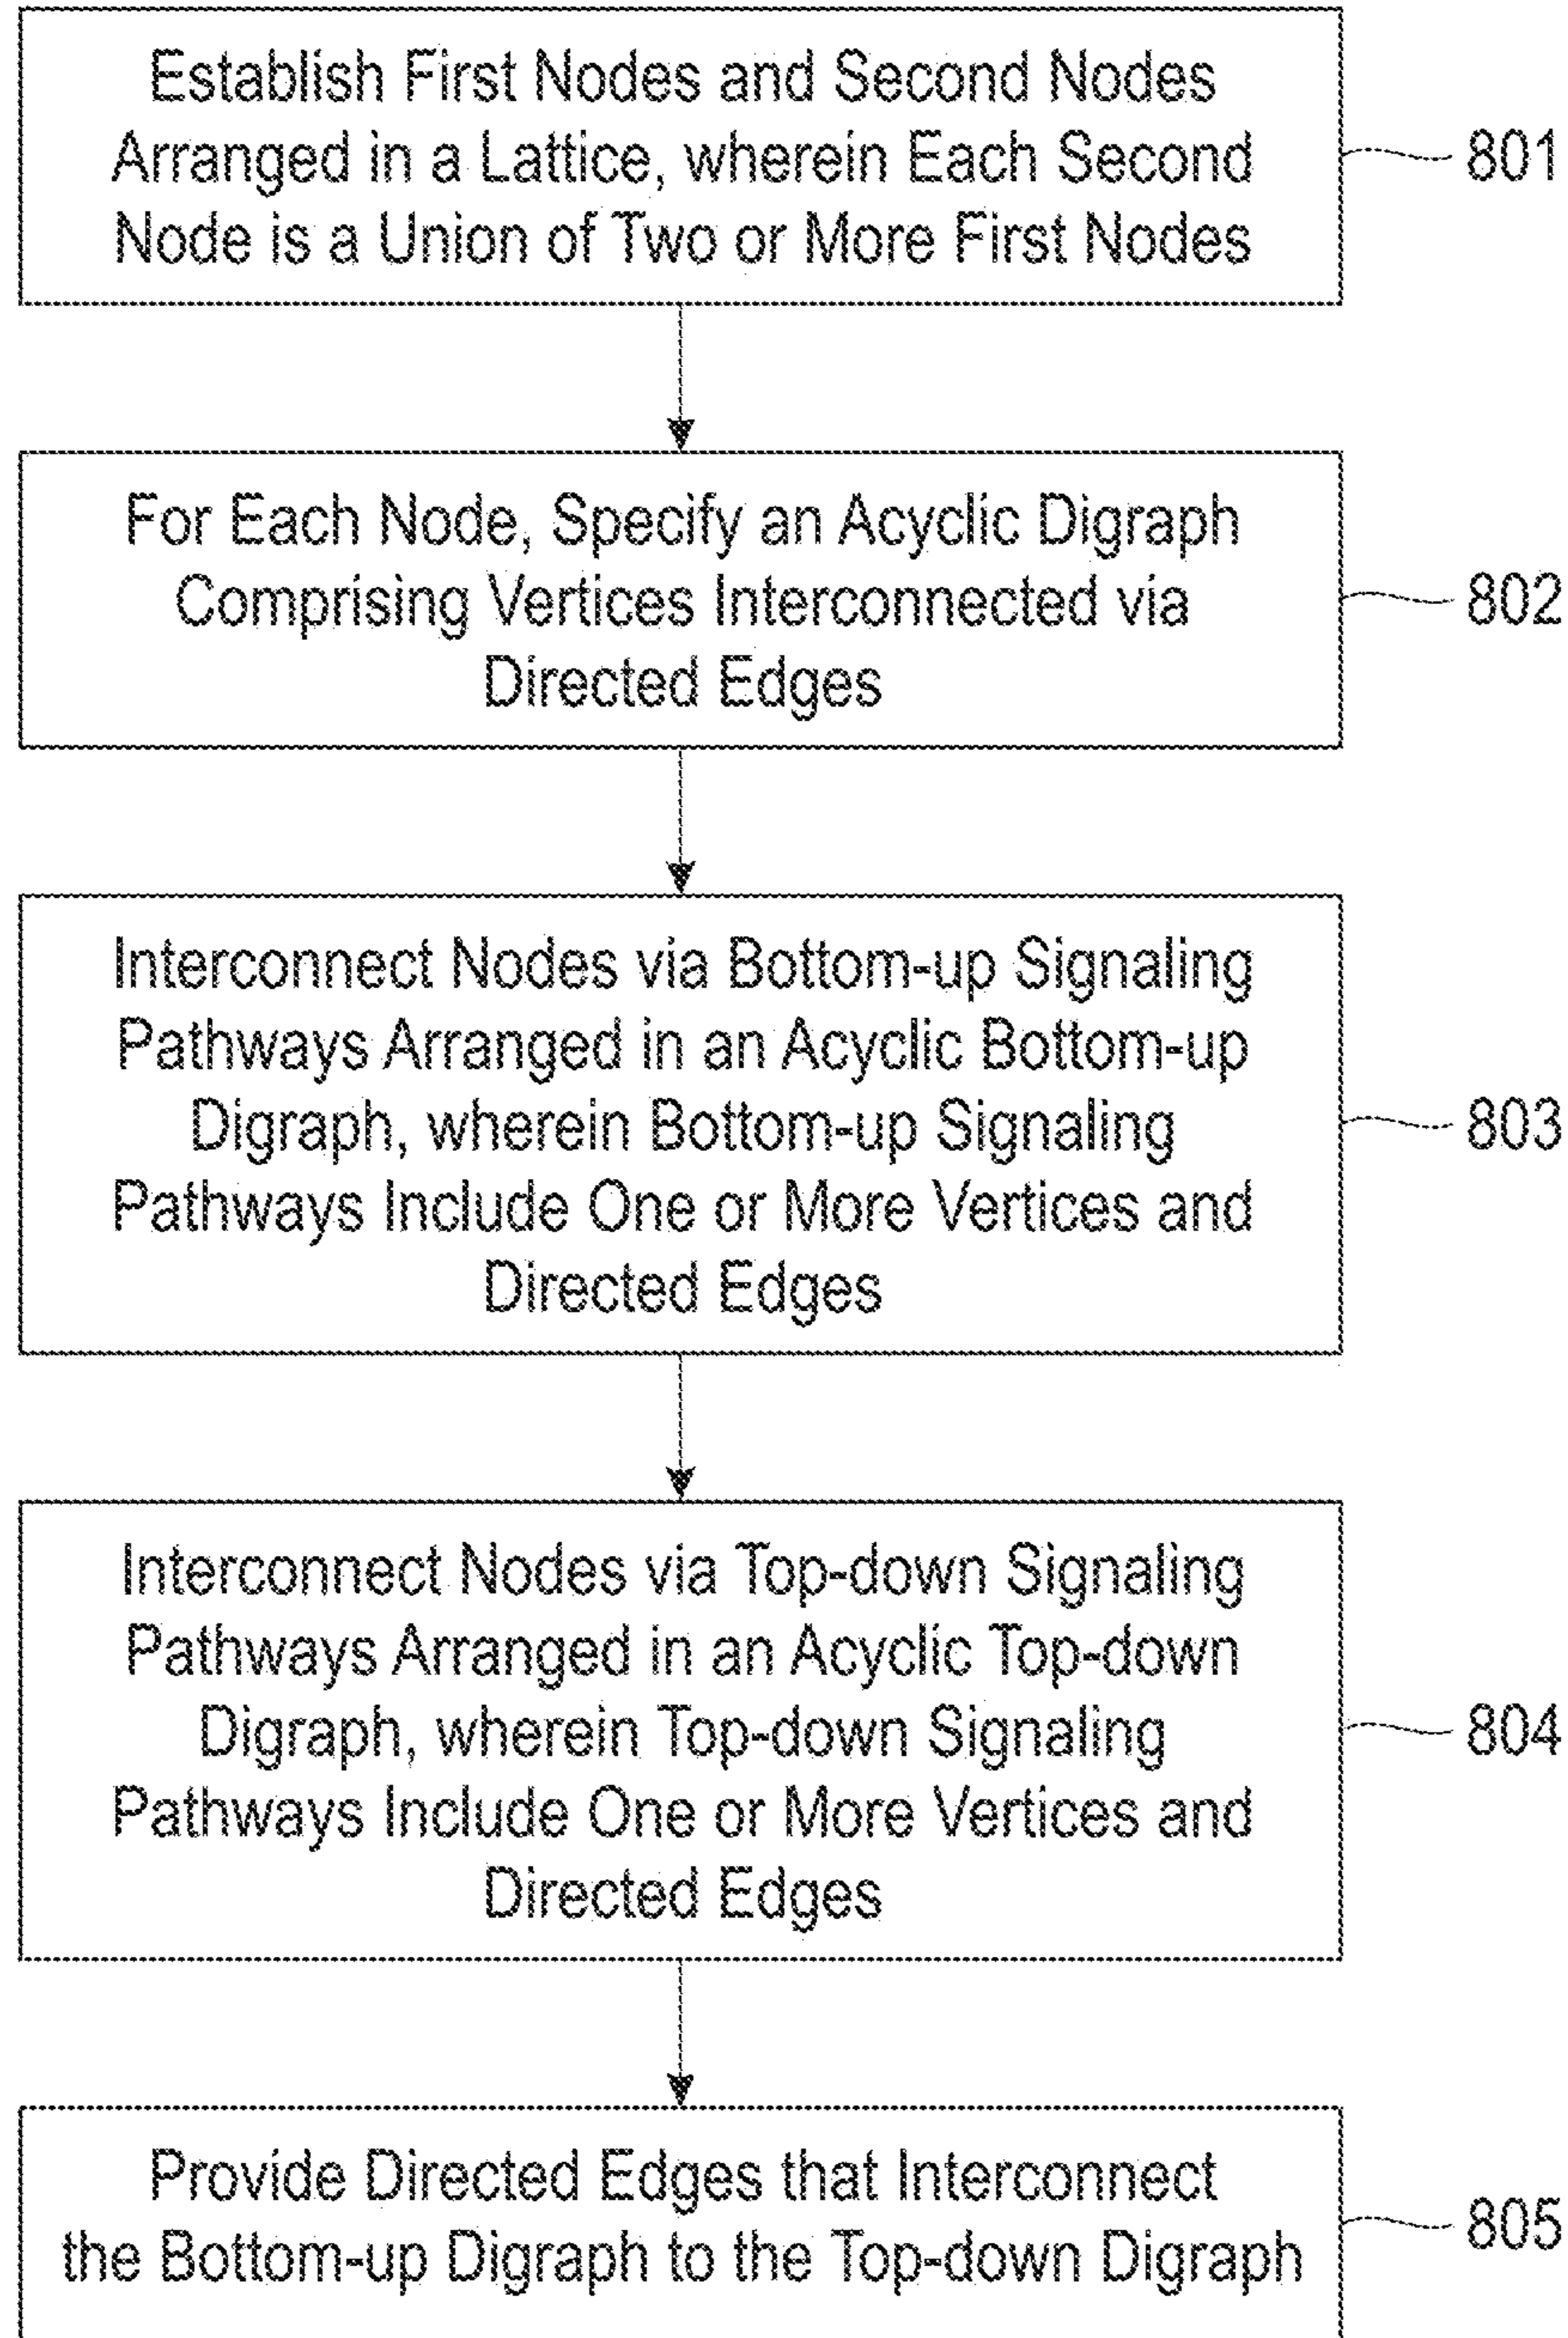 Establish First Nodes and Second Nodes
Arranged in a Lattice, wherein Each Second
Node is a Union of Two or More First Nodes
801
For Each Node, Specify an Acyclic Digraph
Comprising Vertices Interconnected via
Directed Edges
802
Interconnect Nodes via Bottom-up Signaling
Pathways Arranged in an Acyclic Bottom-up
Digraph, wherein Bottom-up Signaling
Pathways Include One or More Vertices and
Directed Edges
803
Interconnect Nodes via Top-down Signaling
Pathways Arranged in an Acyclic Top-down
Digraph, wherein Top-down Signaling
Pathways Include One or More Vertices and
Directed Edges
804
Provide Directed Edges that Interconnect
the Bottom-up Digraph to the Top-down Digraph
805